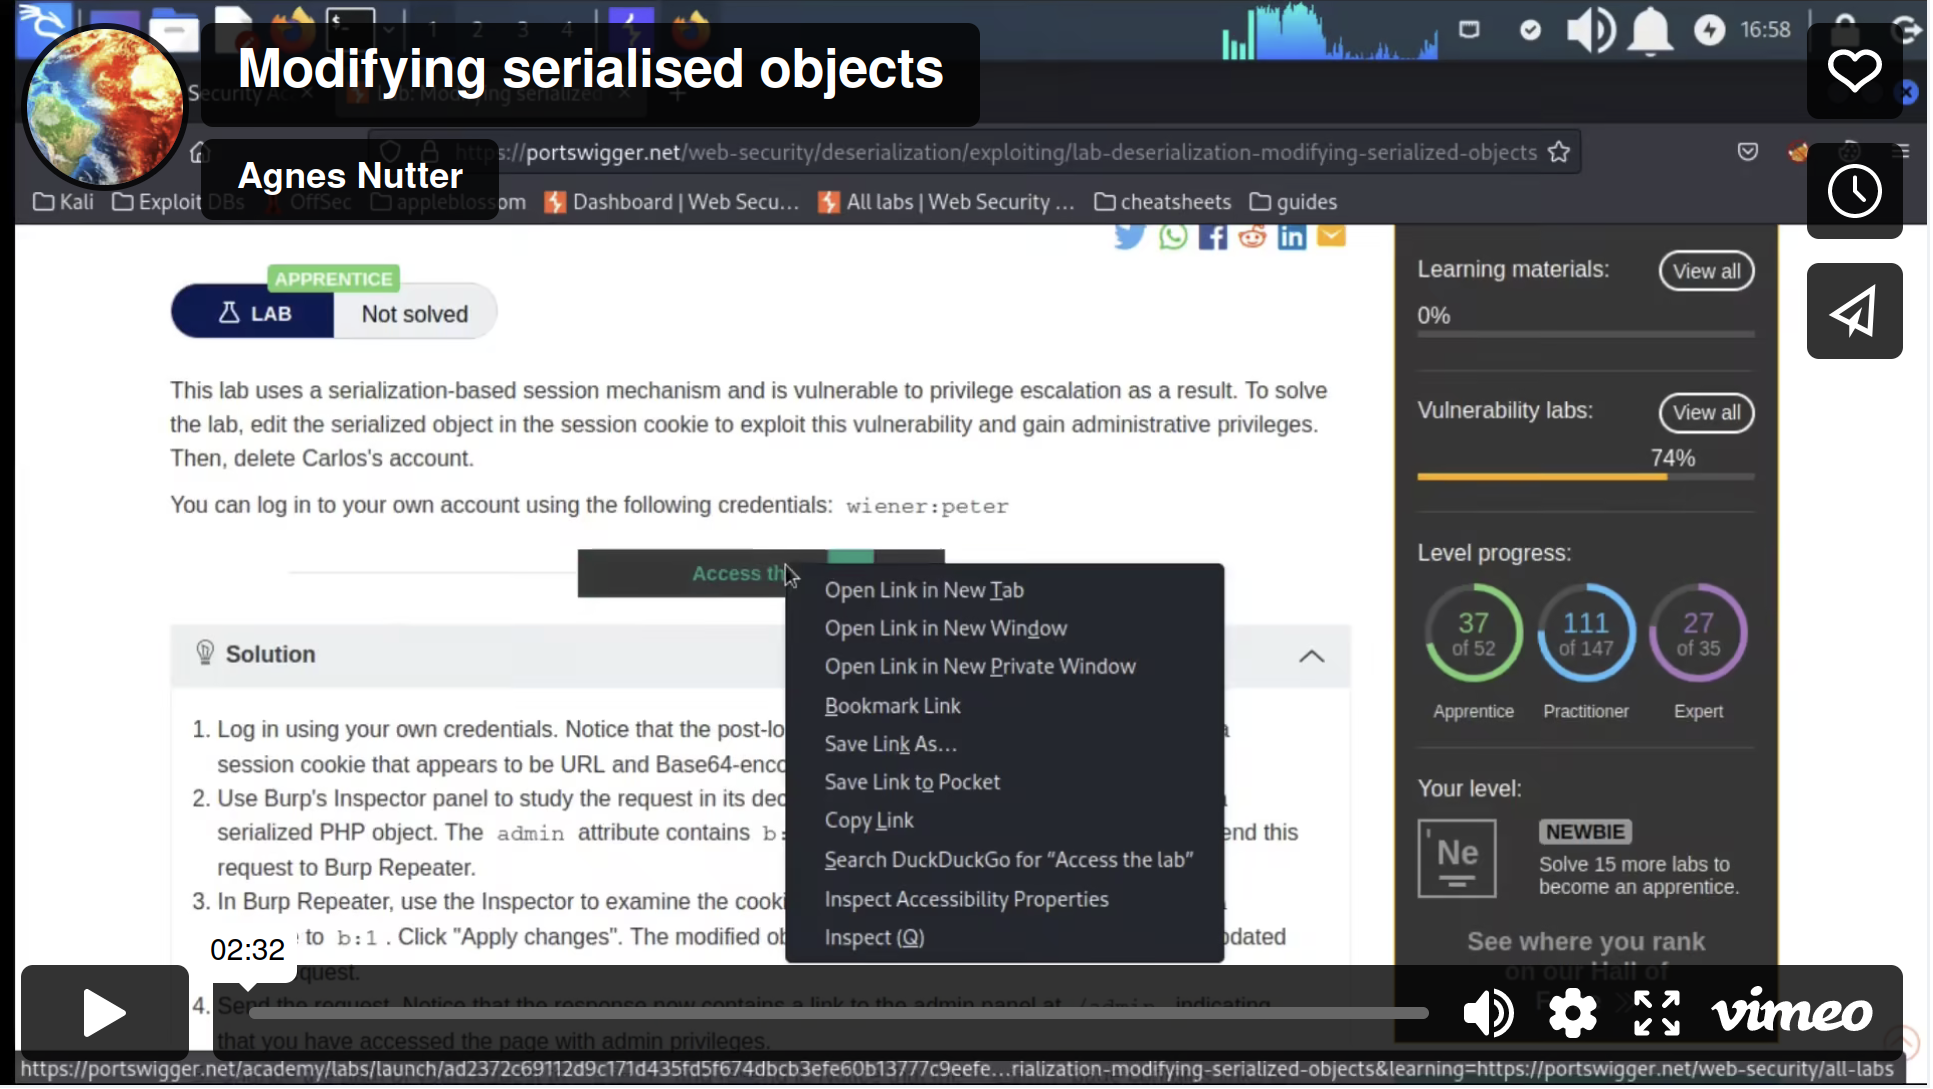 1 2 3 4
16:58
Modifying serialised objects
Security Ac
Lab: Modifying serialized
Agnes Nutter
https://portswigger.net/web-security/deserialization/exploiting/lab-deserialization-modifying-serialized-objects
Kali Exploit DBs OffSec appleblossom Dashboard | Web Secu... All labs | Web Security ... cheatsheets guides
APPRENTICE
LAB Not solved
This lab uses a serialization-based session mechanism and is vulnerable to privilege escalation as a result. To solve
the lab, edit the serialized object in the session cookie to exploit this vulnerability and gain administrative privileges.
Then, delete Carlos's account.
You can log in to your own account using the following credentials: wiener:peter
Access th
Open Link in New Tab
Open Link in New Window
Open Link in New Private Window
Bookmark Link
Save Link As...
Save Link to Pocket
Copy Link
Search DuckDuckGo for “Access the lab”
Inspect Accessibility Properties
Inspect (Q)
Solution
1. Log in using your own credentials. Notice that the post-lo
session cookie that appears to be URL and Base64-enco
2. Use Burp's Inspector panel to study the request in its dec
serialized PHP object. The admin attribute contains b: end this
request to Burp Repeater.
3. In Burp Repeater, use the Inspector to examine the cooki
to b:1 . Click "Apply changes". The modified ob pdated
quest.
4. Send the request. Notice that the response now contains a link to the admin panel at /admin , indicating
that you have accessed the page with admin privileges.
Learning materials: View all
0%
Vulnerability labs: View all
74%
Level progress:
37 111 27
of 52 of 147 of 35
Apprentice Practitioner Expert
Your level:
Ne NEWBIE
Solve 15 more labs to
become an apprentice.
See where you rank
on our Hall of
02:32
vimeo
https://portswigger.net/academy/labs/launch/ad2372c69112d9c171d435fd5f674dbcb3efe60b13777c9eefe...rialization-modifying-serialized-objects&learning=https://portswigger.net/web-security/all-labs